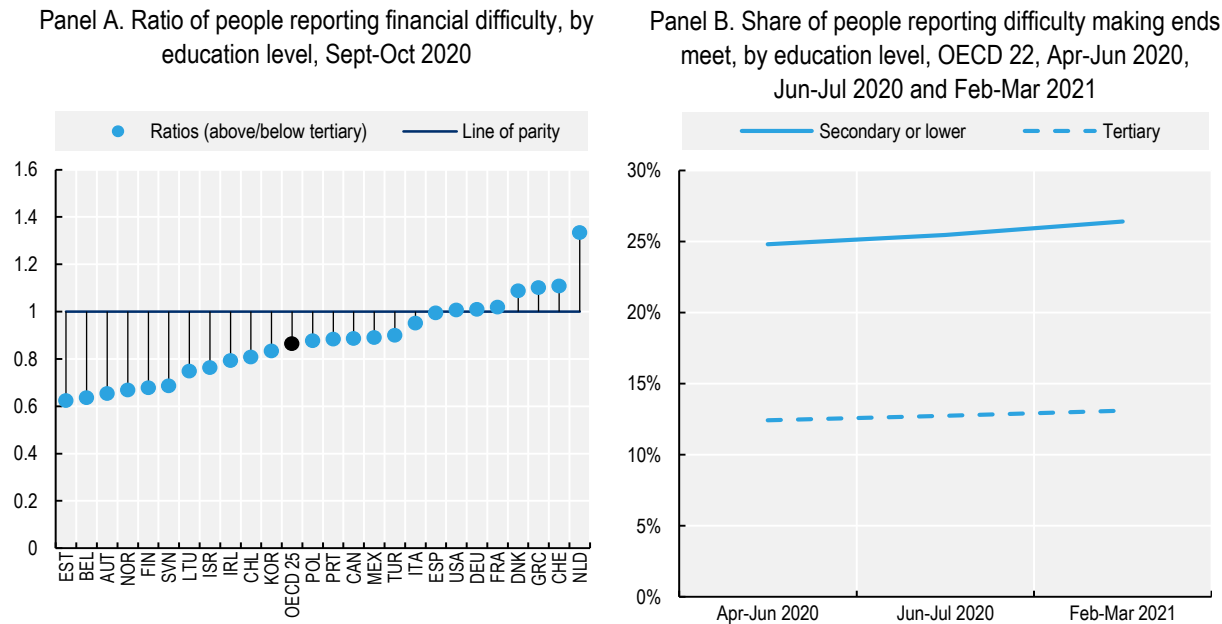 Panel A. Ratio of people reporting financial difficulty, by
education level, Sept-Oct 2020
Ratios (above/below tertiary)
Line of parity
1.6
1.4
1.2
1
0.8
0.6
0.4
0.2
0
EST
BEL
AUT
NOR
FIN
SVN
LTU
ISR
IRL
CHL
KOR
OECD 25
POL
PRT
CAN
MEX
TUR
ITA
ESP
USA
DEU
FRA
DNK
GRC
CHE
NLD
Panel B. Share of people reporting difficulty making ends
meet, by education level, OECD 22, Apr-Jun 2020,
Jun-Jul 2020 and Feb-Mar 2021
Secondary or lower
Tertiary
30%
25%
20%
15%
10%
5%
0%
Apr-Jun 2020
Jun-Jul 2020
Feb-Mar 2021